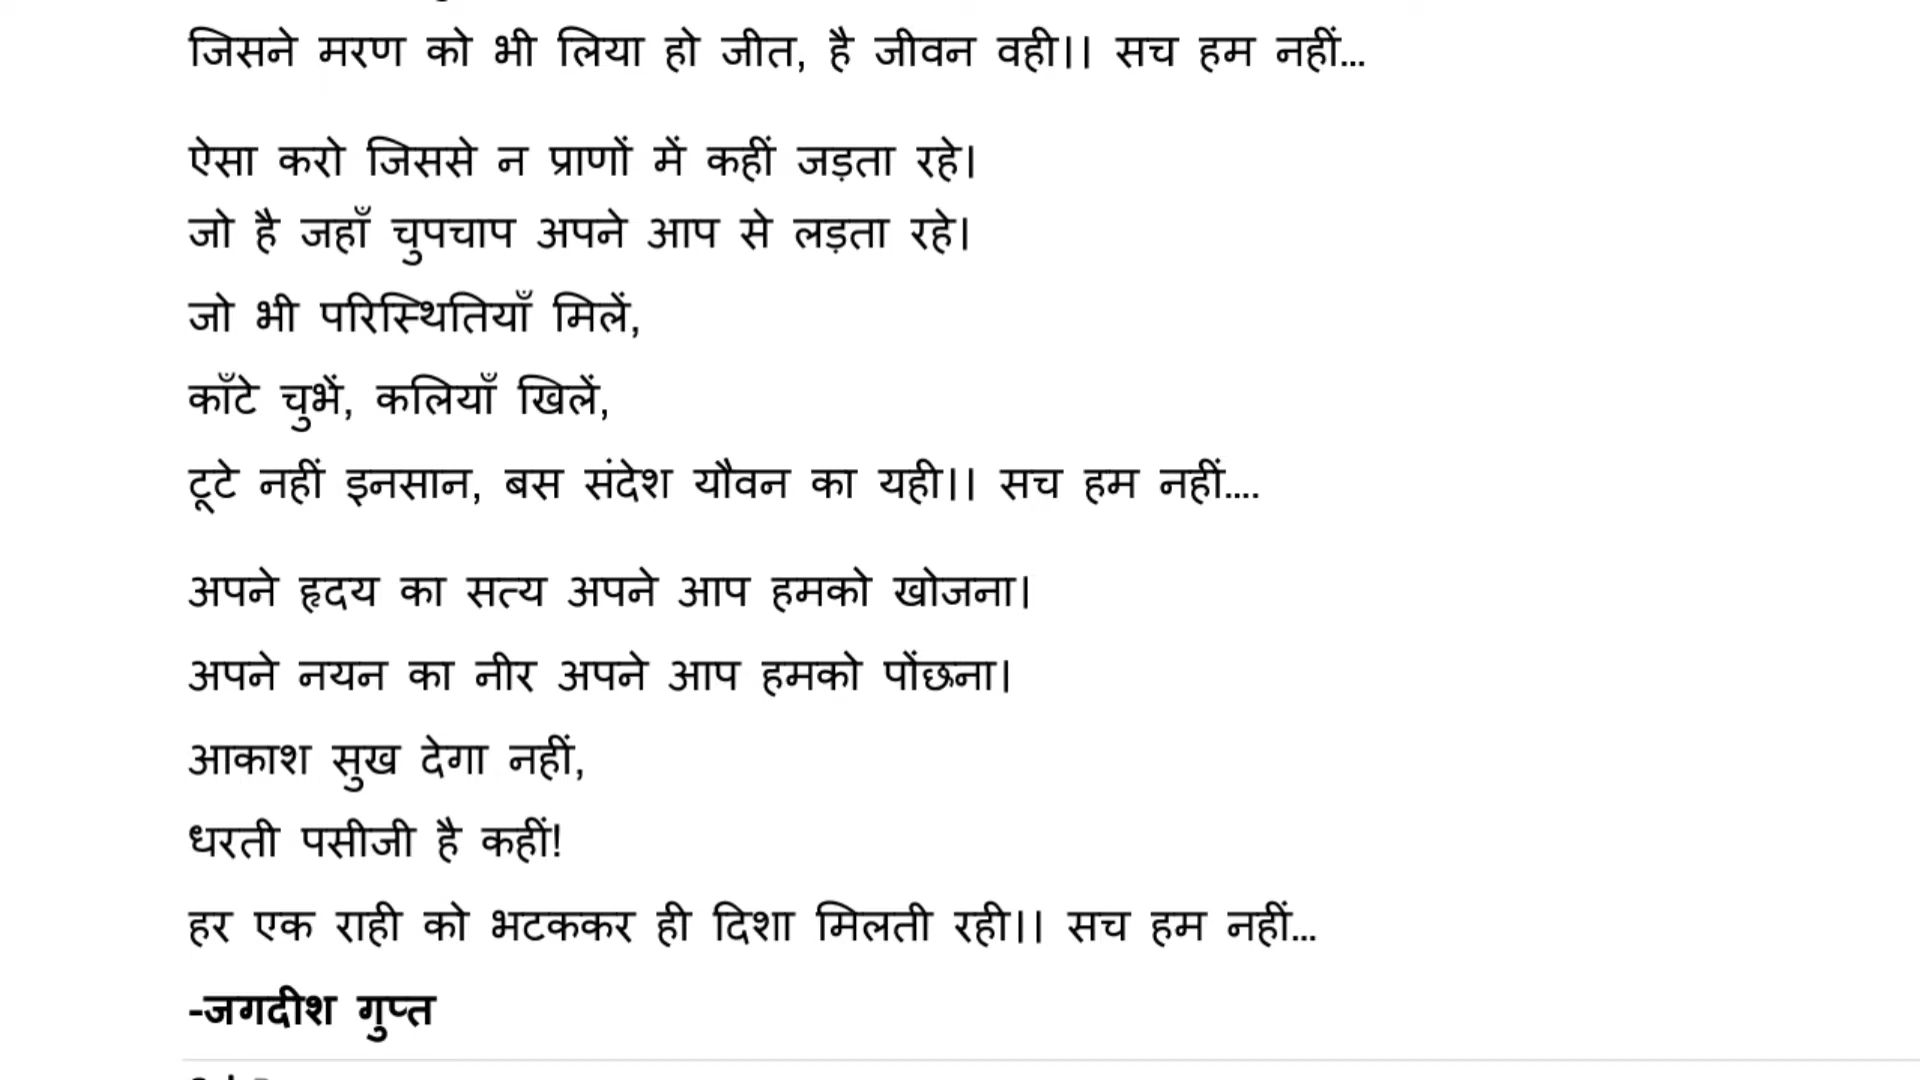 जिसने मरण को भी लिया हो जीत, है जीवन वही।। सच हम नहीं...
ऐसा करो जिससे न प्राणों में कहीं जड़ता रहे।
जो है जहाँ चुपचाप अपने आप से लड़ता रहे।
जो भी परिस्थितियाँ मिलें,
काँटे चुभें, कलियाँ खिलें,
टूटे नहीं इनसान, बस संदेश यौवन का यही।। सच हम नहीं....
अपने हृदय का सत्य अपने आप हमको खोजना।
अपने नयन का नीर अपने आप हमको पोंछना।
आकाश सुख देगा नहीं,
धरती पसीजी है कहीं!
हर एक राही को भटककर ही दिशा मिलती रही।। सच हम नहीं...
-जगदीश गुप्त